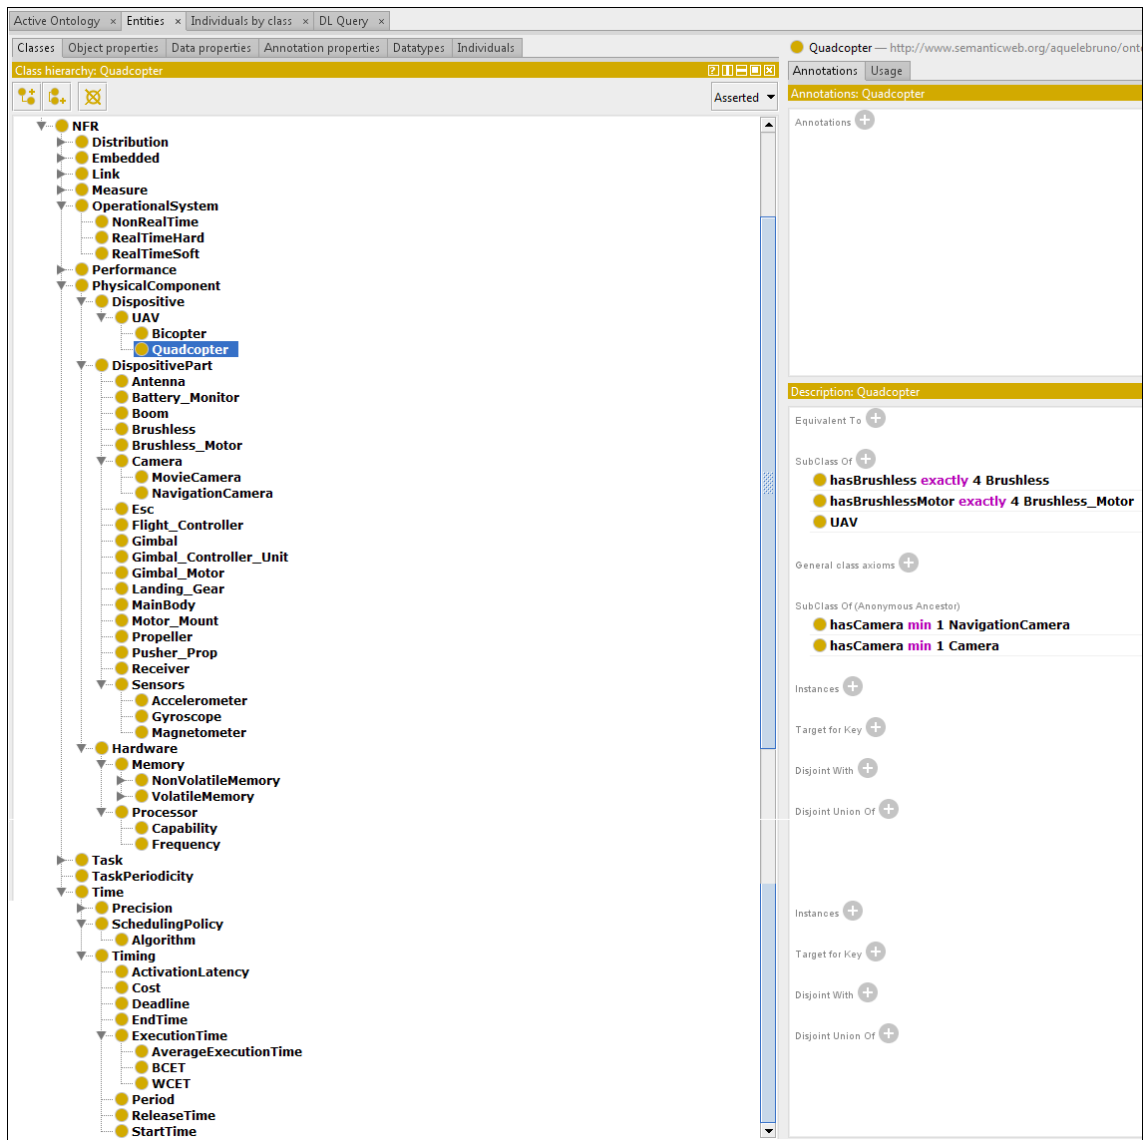 Active Ontology × Entities × Individuals by class × DL Query ×
Classes Object properties Data properties Annotation properties Datatypes Individuals
Class hierarchy: Quadcopter
Asserted
NFR
Distribution
Embedded
Link
Measure
OperationalSystem
NonRealTime
RealTimeHard
RealTimeSoft
Performance
PhysicalComponent
Dispositive
UAV
Bicopter
Quadcopter
DispositivePart
Antenna
Battery_Monitor
Boom
Brushless
Brushless_Motor
Camera
MovieCamera
NavigationCamera
Esc
Flight_Controller
Gimbal
Gimbal_Controller_Unit
Gimbal_Motor
Landing_Gear
MainBody
Motor_Mount
Propeller
Pusher_Prop
Receiver
Sensors
Accelerometer
Gyroscope
Magnetometer
Hardware
Memory
NonVolatileMemory
VolatileMemory
Processor
Capability
Frequency
Task
TaskPeriodicity
Time
Precision
SchedulingPolicy
Algorithm
Timing
ActivationLatency
Cost
Deadline
EndTime
ExecutionTime
AverageExecutionTime
BCET
WCET
Period
ReleaseTime
StartTime
Quadcopter — http://www.semanticweb.org/aquelebruno/onto
Annotations Usage
Annotations: Quadcopter
Annotations
Description: Quadcopter
Equivalent To
SubClass Of
hasBrushless exactly 4 Brushless
hasBrushlessMotor exactly 4 Brushless_Motor
UAV
General class axioms
SubClass Of (Anonymous Ancestor)
hasCamera min 1 NavigationCamera
hasCamera min 1 Camera
Instances
Target for Key
Disjoint With
Disjoint Union Of
Instances
Target for Key
Disjoint With
Disjoint Union Of